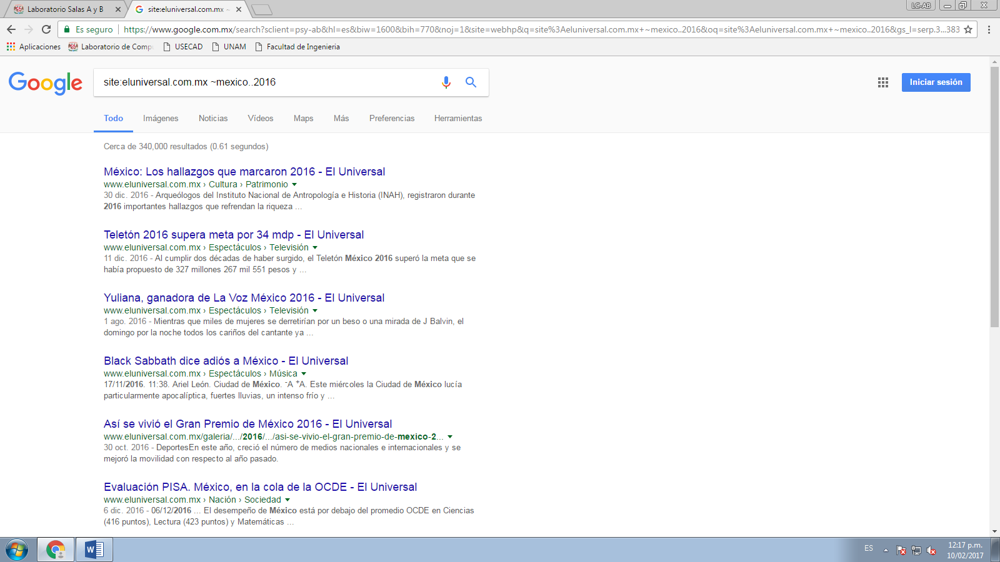 Laboratorio Salas A y B
site:eluniversal.com.mx ~
LC-AB
Es seguro
https://www.google.com.mx/search?sclient=psy-ab&hl=es&biw=1600&bih=770&noj=1&site=webhp&q=site%3Aeluniversal.com.mx+~mexico..2016&oq=site%3Aeluniversal.com.mx+~mexico..2016&gs_l=serp.3...383
Aplicaciones
Laboratorio de Comp
USECAD
UNAM
Facultad de Ingenieria
Google
site:eluniversal.com.mx ~mexico..2016
Iniciar sesión
Todo
Imágenes
Noticias
Vídeos
Maps
Más
Preferencias
Herramientas
Cerca de 340,000 resultados (0.61 segundos)
México: Los hallazgos que marcaron 2016 - El Universal
www.eluniversal.com.mx › Cultura › Patrimonio
30 dic. 2016 - Arqueólogos del Instituto Nacional de Antropología e Historia (INAH), registraron durante
2016 importantes hallazgos que refrendan la riqueza ...
Teletón 2016 supera meta por 34 mdp - El Universal
www.eluniversal.com.mx › Espectáculos › Televisión
11 dic. 2016 - Al cumplir dos décadas de haber surgido, el Teletón México 2016 superó la meta que se
había propuesto de 327 millones 267 mil 551 pesos y ...
Yuliana, ganadora de La Voz México 2016 - El Universal
www.eluniversal.com.mx › Espectáculos › Televisión
1 ago. 2016 - Mientras que miles de mujeres se derretirían por un beso o una mirada de J Balvin, el
domingo por la noche todos los cariños del cantante ya ...
Black Sabbath dice adiós a México - El Universal
www.eluniversal.com.mx › Espectáculos › Música
17/11/2016. 11:38. Ariel León. Ciudad de México. -A +A. Este miércoles la Ciudad de México lucía
particularmente apocalíptica, fuertes lluvias, un intenso frío y ...
Así se vivió el Gran Premio de México 2016 - El Universal
www.eluniversal.com.mx/galeria/.../2016/.../asi-se-vivio-el-gran-premio-de-mexico-2...
30 oct. 2016 - DeportesEn este año, creció el número de medios nacionales e internacionales y se
mejoró la movilidad con respecto al año pasado.
Evaluación PISA. México, en la cola de la OCDE - El Universal
www.eluniversal.com.mx › Nación › Sociedad
6 dic. 2016 - 06/12/2016 ... El desempeño de México está por debajo del promedio OCDE en Ciencias
(416 puntos), Lectura (423 puntos) y Matemáticas ...
W
ES
12:17 p.m.
10/02/2017